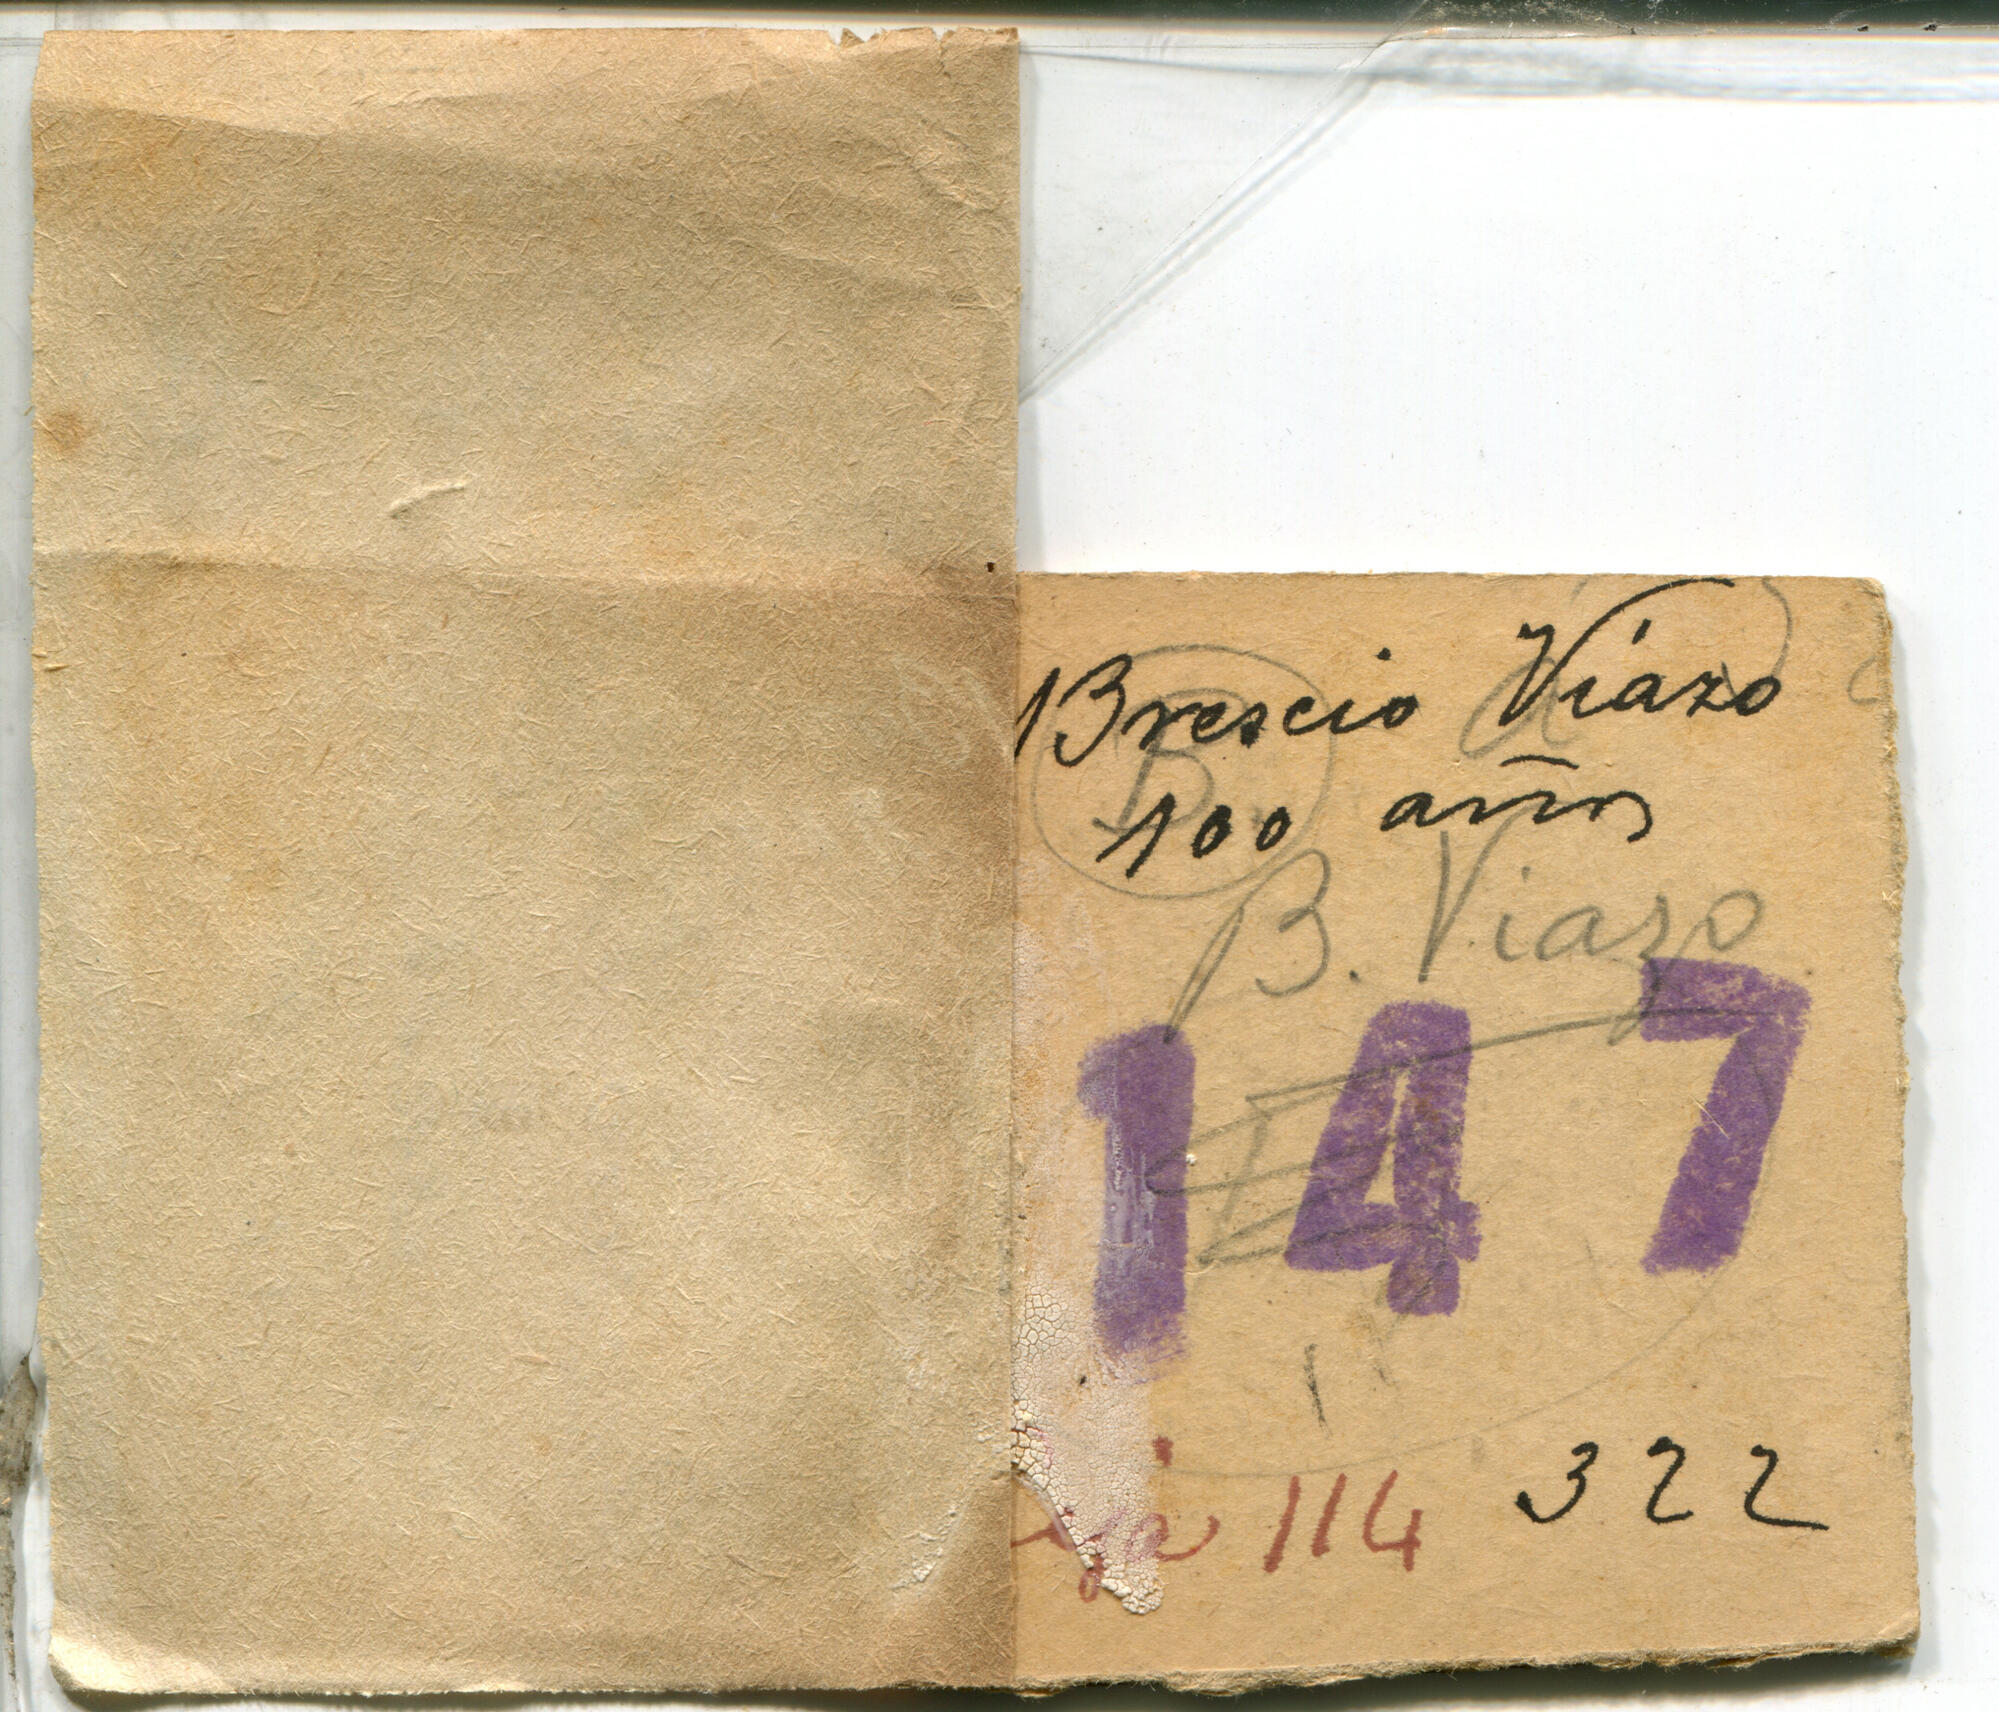 Brescio Viazo
100 años
B
B. Viazo
147
114
322